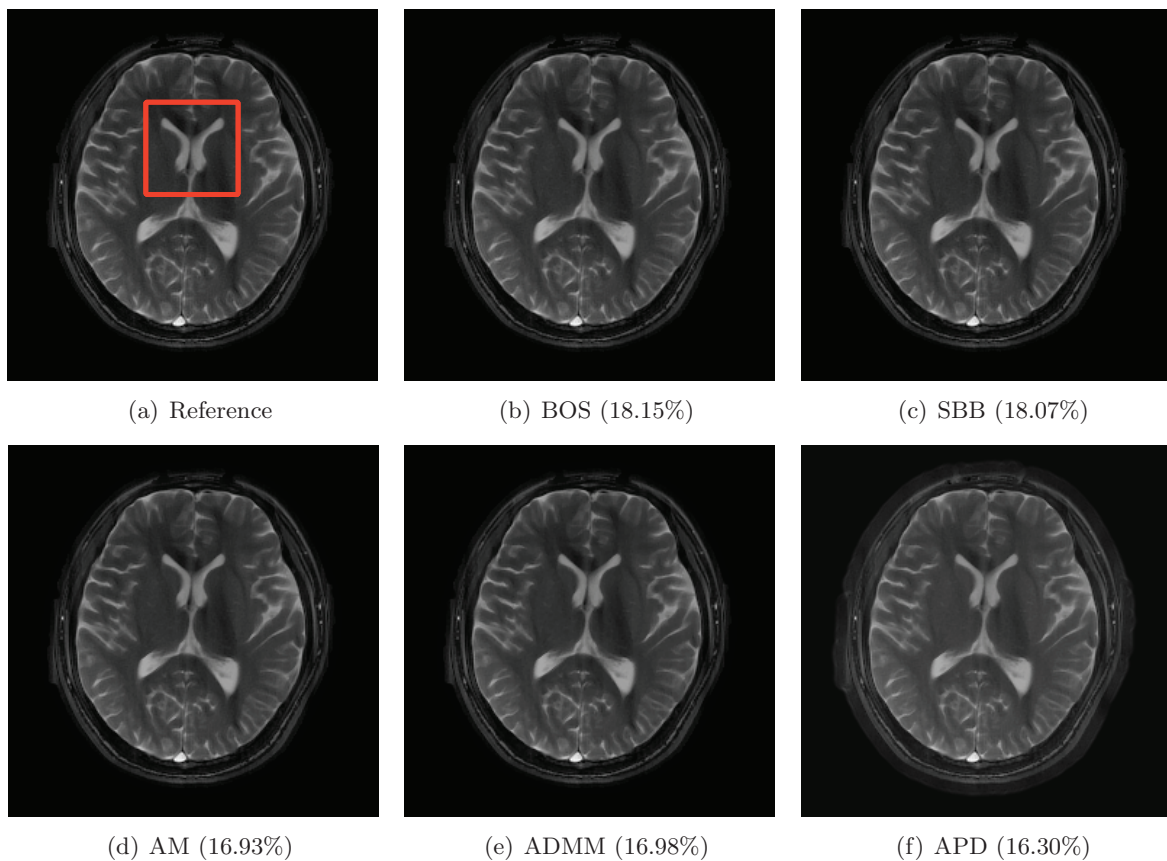 (a) Reference
(b) BOS (18.15%)
(c) SBB (18.07%)
(d) AM (16.93%)
(e) ADMM (16.98%)
(f) APD (16.30%)